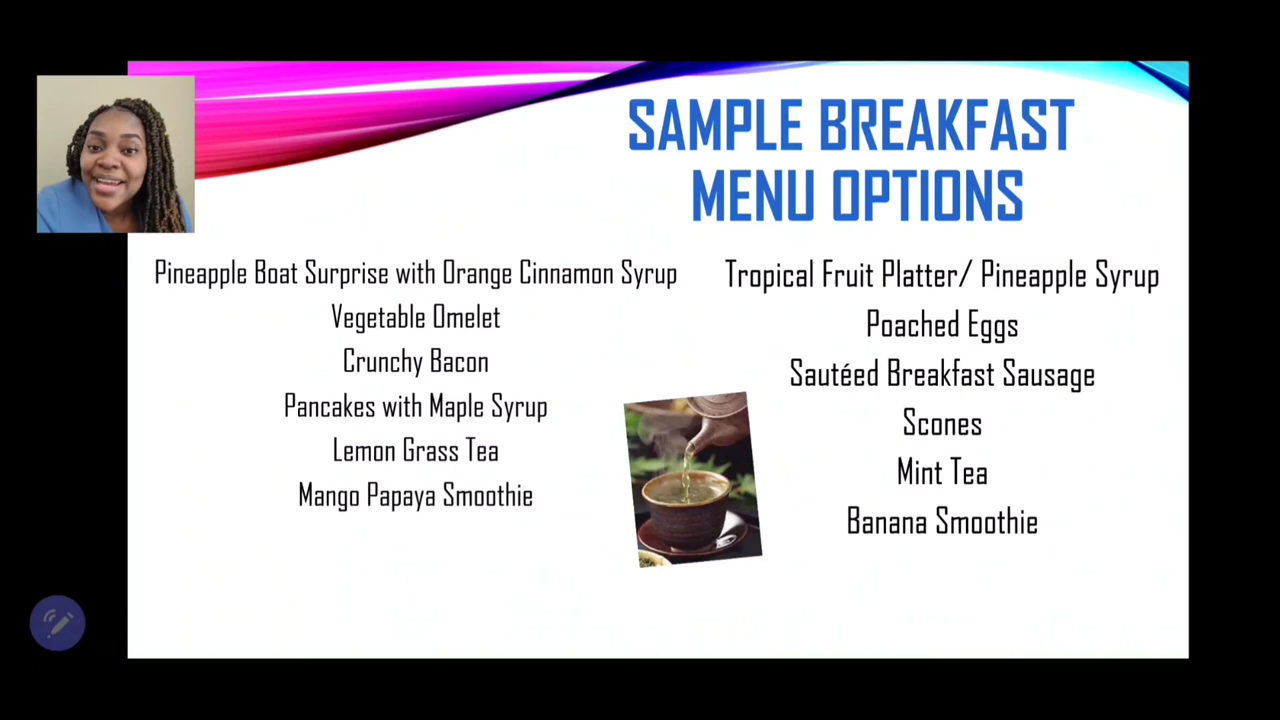 SAMPLE BREAKFAST
MENU OPTIONS
Pineapple Boat Surprise with Orange Cinnamon Syrup
Vegetable Omelet
Crunchy Bacon
Pancakes with Maple Syrup
Lemon Grass Tea
Mango Papaya Smoothie
Tropical Fruit Platter/ Pineapple Syrup
Poached Eggs
Sautéed Breakfast Sausage
Scones
Mint Tea
Banana Smoothie